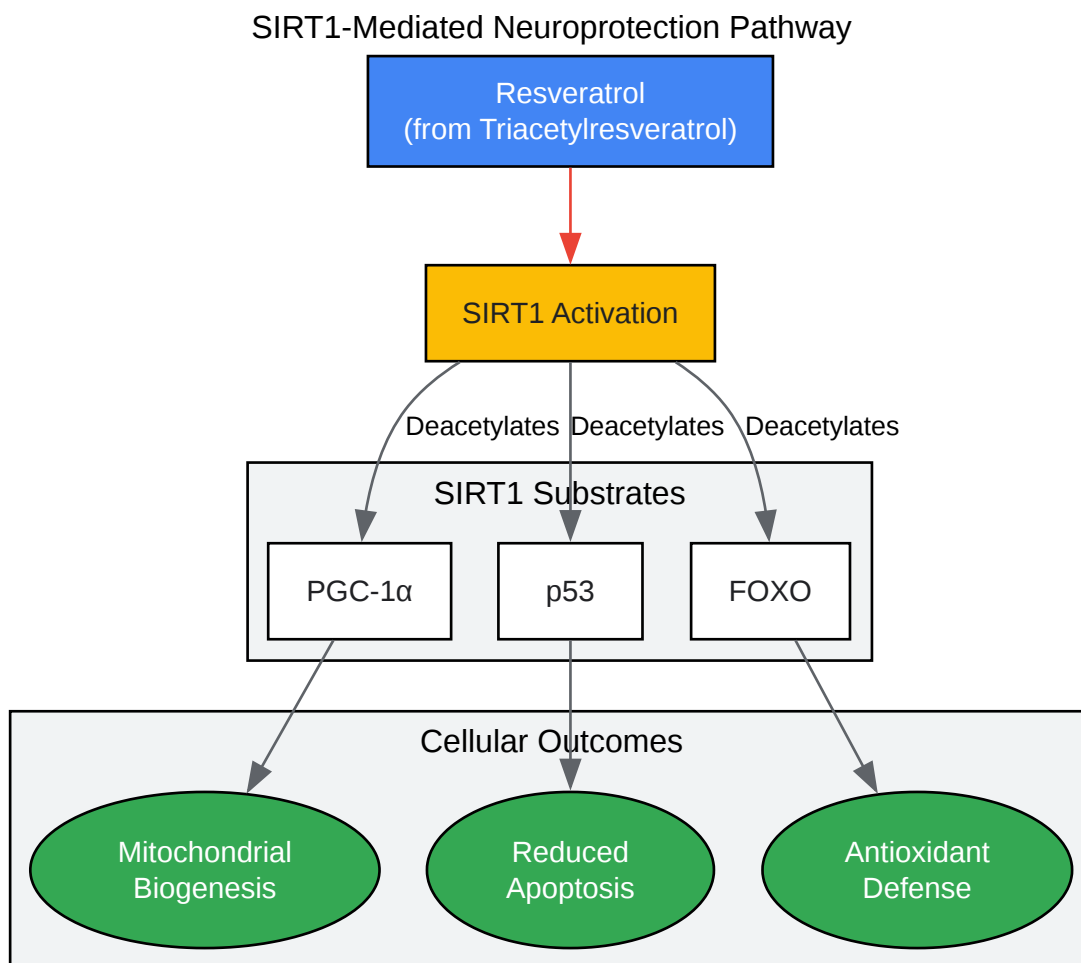 SIRT1-Mediated Neuroprotection Pathway
Resveratrol
(from Triacetylresveratrol)
SIRT1 Activation
Deacetylates Deacetylates Deacetylates
SIRT1 Substrates
PGC-1α p53 FOXO
Cellular Outcomes
Mitochondrial Reduced Antioxidant
Biogenesis Apoptosis Defense